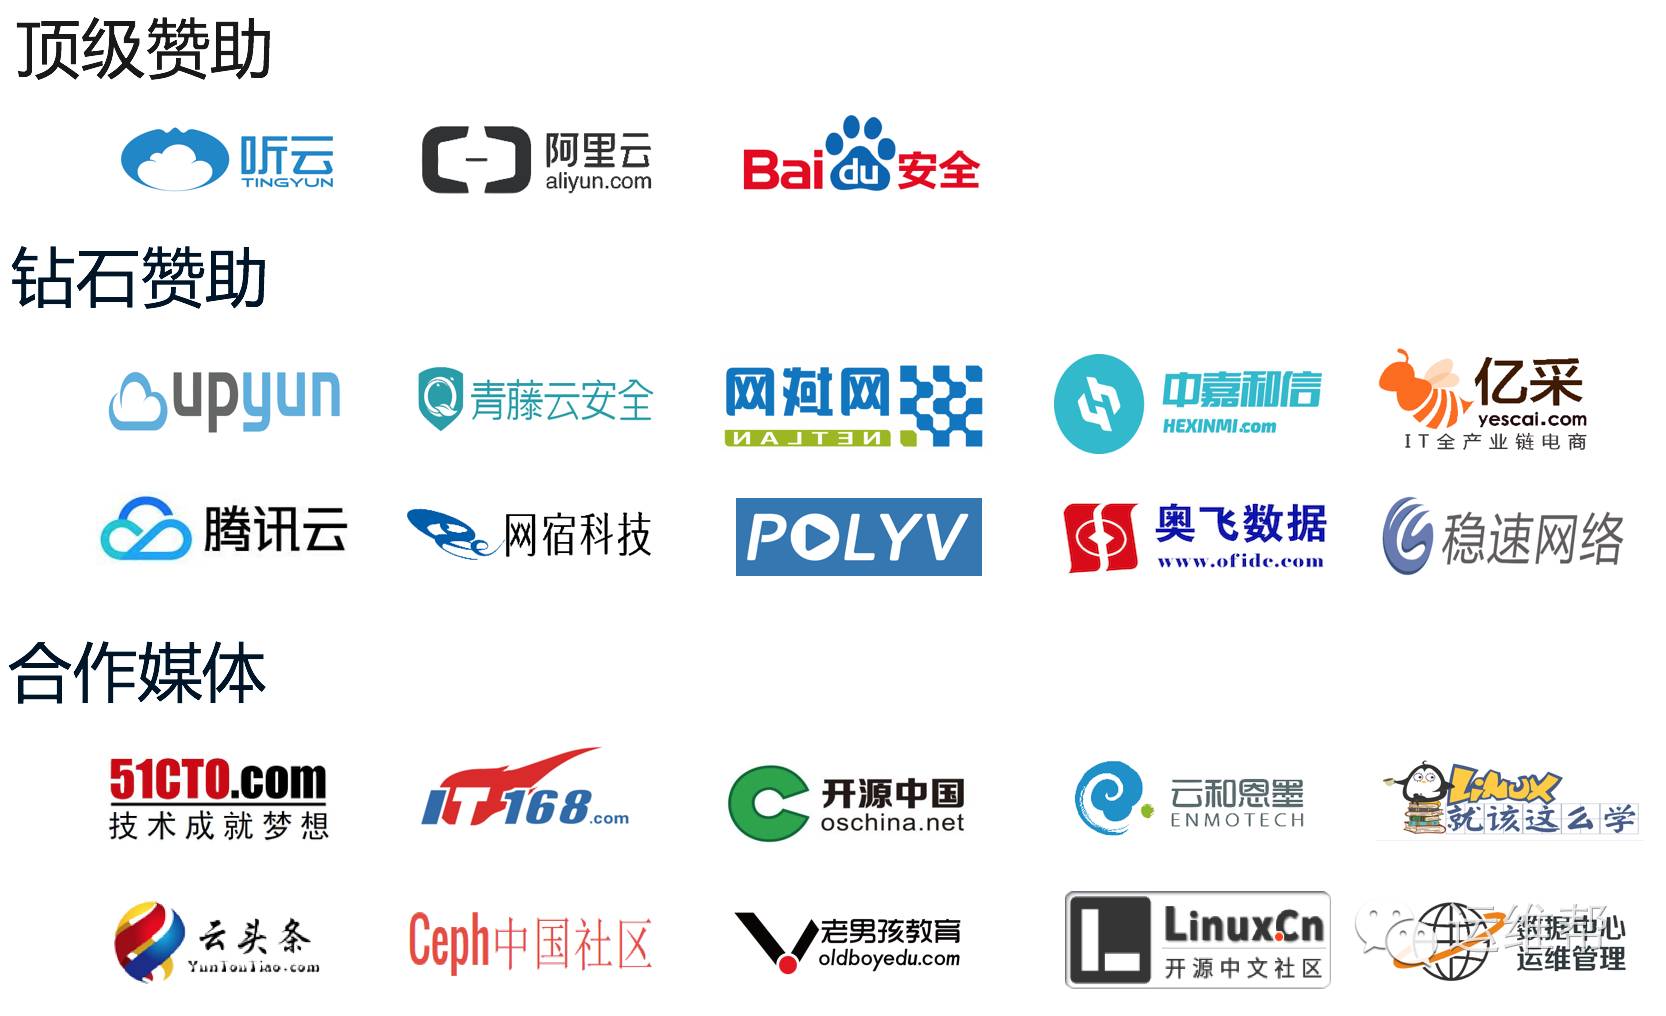 顶级赞助
听云
TINGYUN
阿里云
aliyun.com
Bai du 安全
钻石赞助
upyun
青藤云安全
网怼网
NETLAN
中嘉和信
HEXINMI.com
亿采
yescai.com
IT全产业链电商
腾讯云
网宿科技
POLYV
奥飞数据
www.ofidc.com
稳速网络
合作媒体
51CTO.com
技术成就梦想
IT168.com
开源中国
oschina.net
云和恩墨
ENMOTECH
Linux
就该这么学
云头条
YunTouTiao.com
Ceph中国社区
老男孩教育
oldboyedu.com
Linux.Cn
开源中文社区
数据中心
运维管理
运维帮